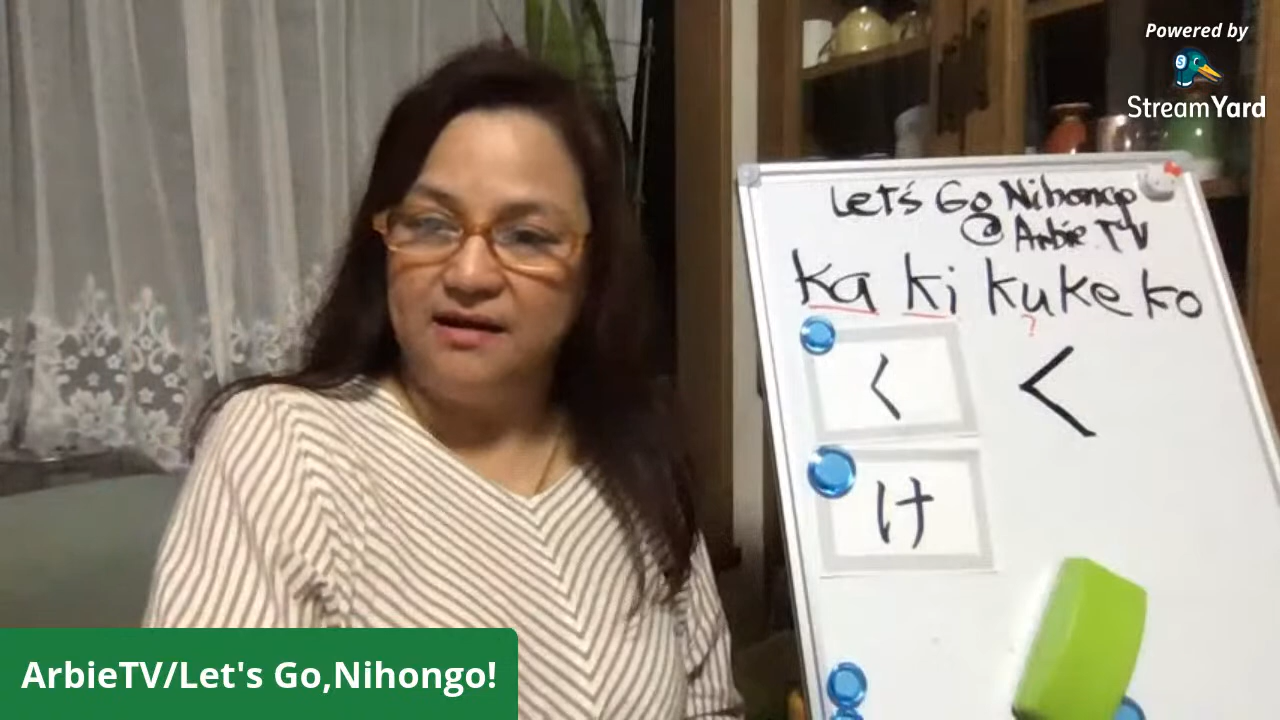 Powered by
StreamYard
Let's Go Nihongo
@ Arbie TV
ka ki ku ke ko
?
く く
け
ArbieTV/Let's Go,Nihongo!